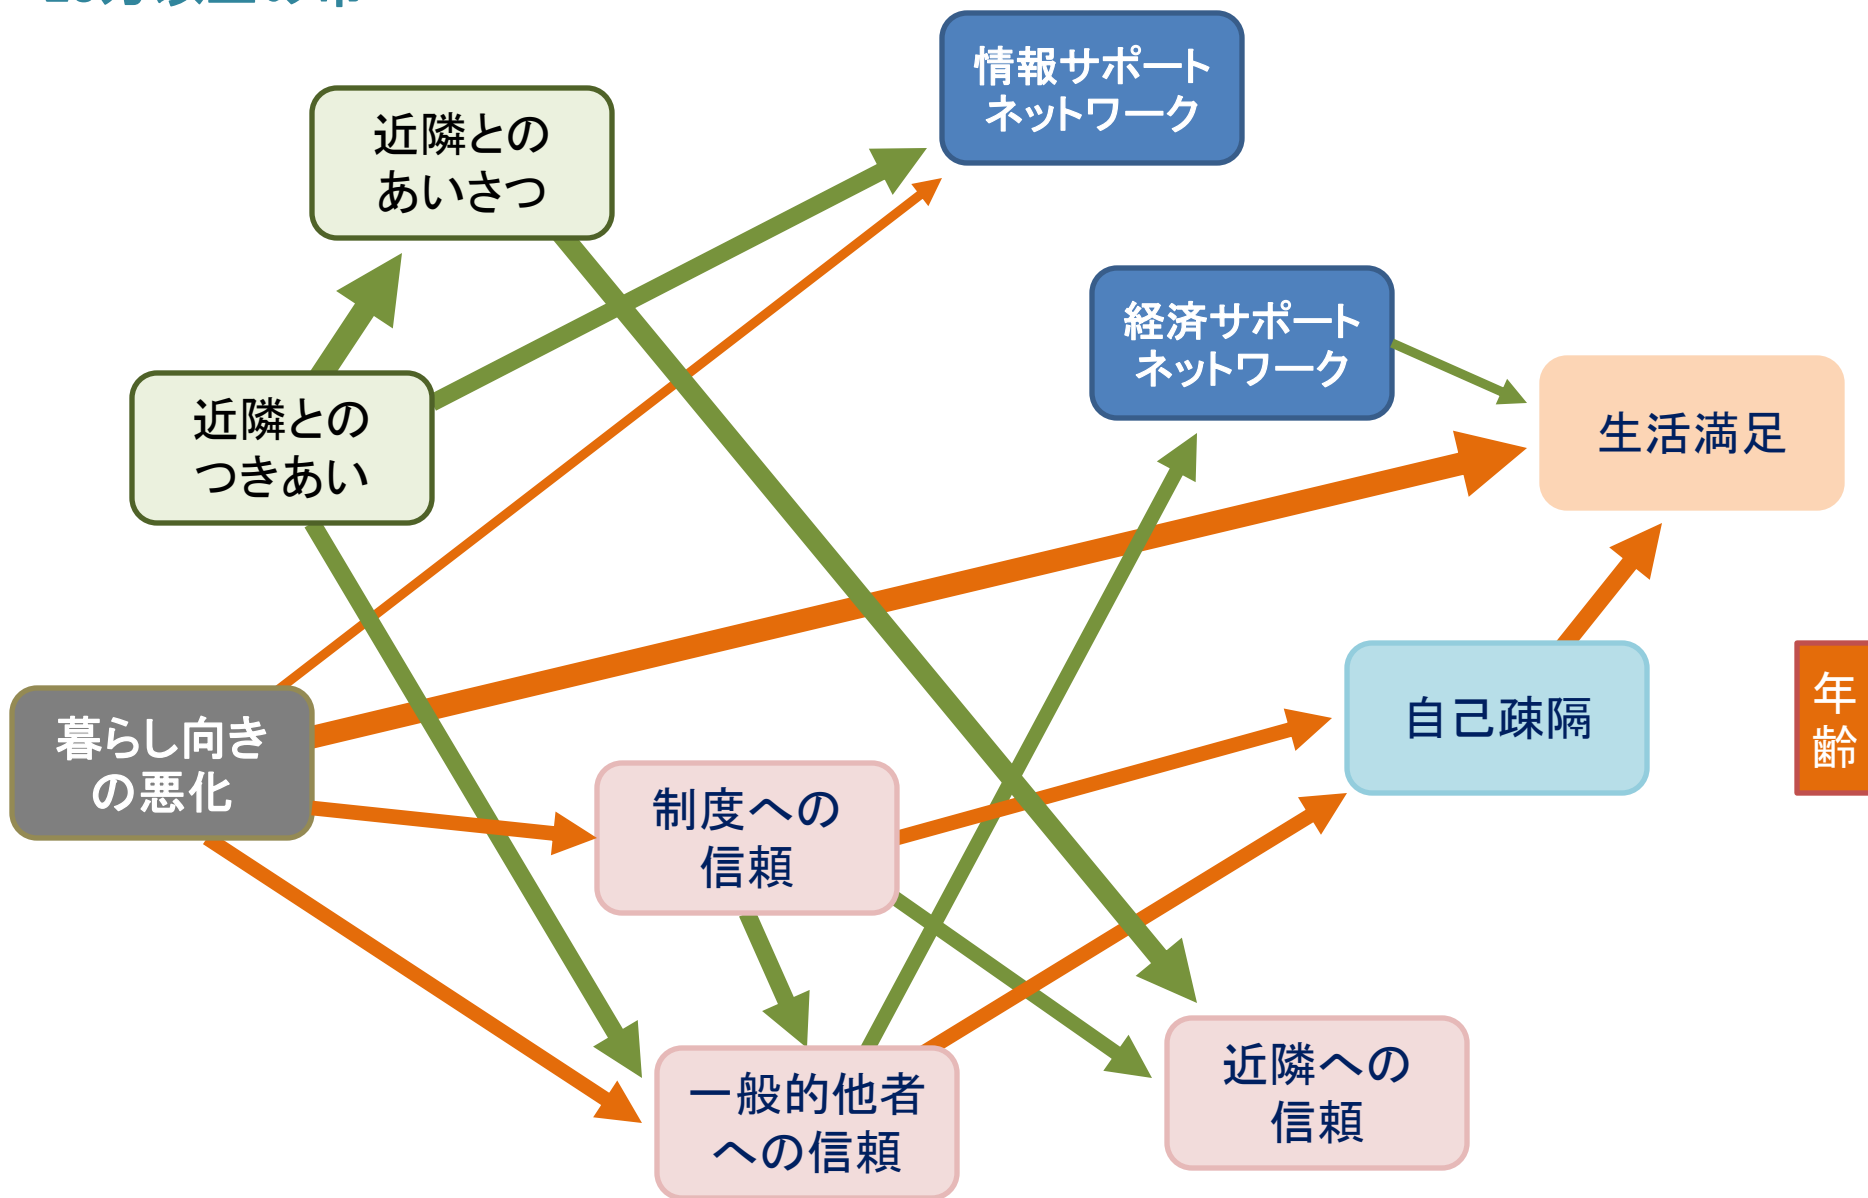 情報サポート
ネットワーク
近隣との
あいさつ
経済サポート
ネットワーク
近隣との
つきあい
生活満足
暮らし向き
の悪化
自己疎隔
年
齢
制度への
信頼
一般的他者
への信頼
近隣への
信頼